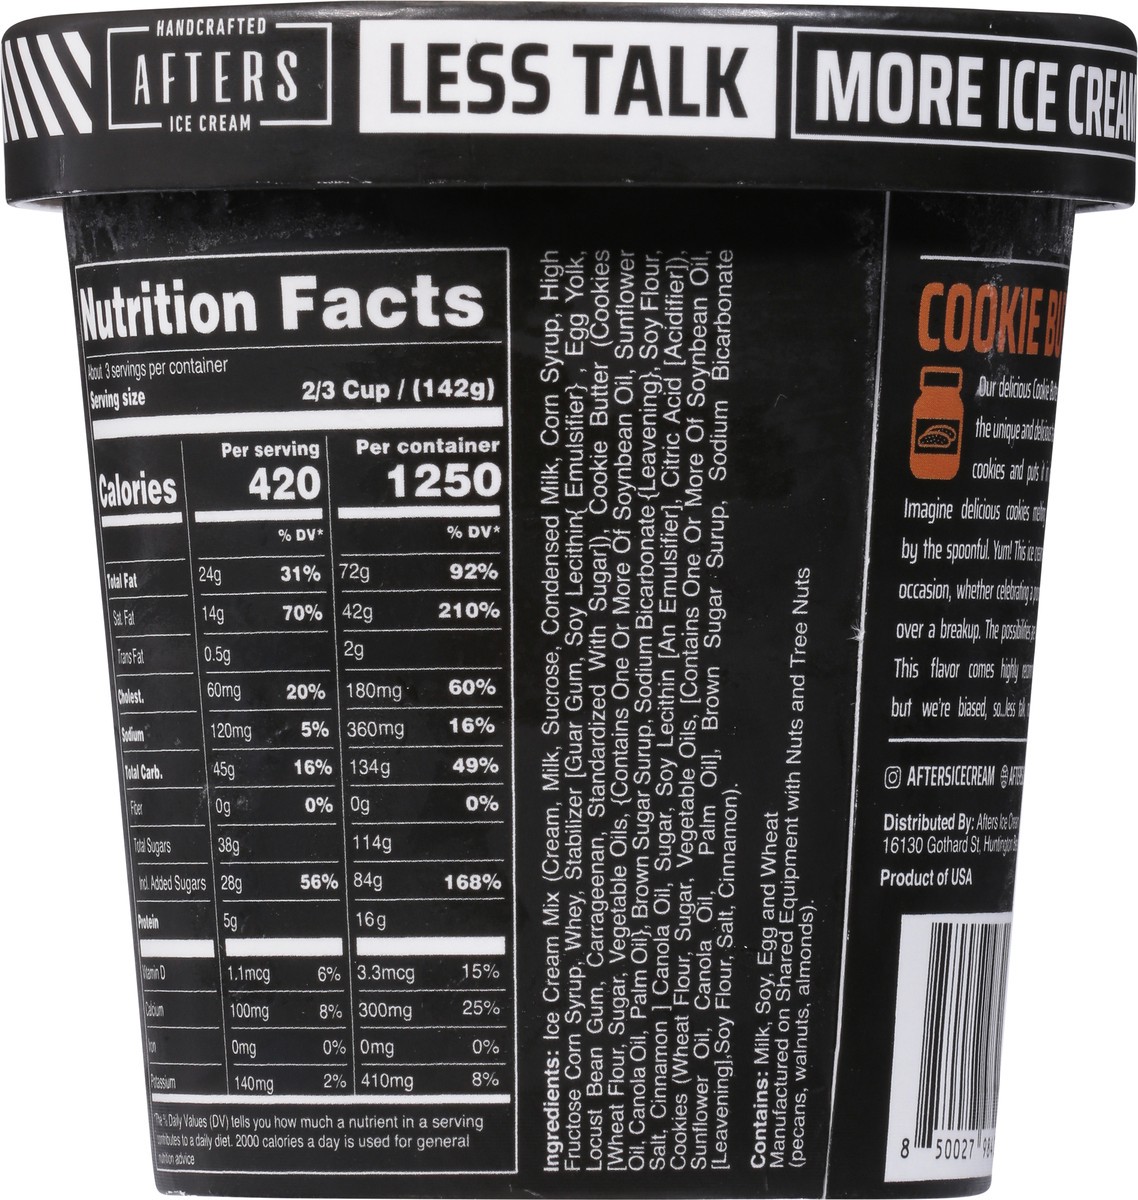 HANDCRAFTED
AFTERS
ICE CREAM
LESS TALK
MORE ICE CREAM
Nutrition Facts
About 3 servings per container
Serving size 2/3 Cup / (142g)
Per serving Per container
Calories 420 1250
% DV* % DV*
Total Fat 24g 31% 72g 92%
Sat. Fat 14g 70% 42g 210%
Trans Fat 0.5g 2g
Cholest. 60mg 20% 180mg 60%
Sodium 120mg 5% 360mg 16%
Total Carb. 45g 16% 134g 49%
Fiber 0g 0% 0g 0%
Total Sugars 38g 114g
Incl. Added Sugars 28g 56% 84g 168%
Protein 5g 16g
Vitamin D 1.1mcg 6% 3.3mcg 15%
Calcium 100mg 8% 300mg 25%
Iron 0mg 0% 0mg 0%
Potassium 140mg 2% 410mg 8%
*The % Daily Values (DV) tells you how much a nutrient in a serving
contributes to a daily diet. 2000 calories a day is used for general
nutrition advice
Ingredients: Ice Cream Mix (Cream, Milk, Sucrose, Condensed Milk, Corn Syrup, High
Fructose Corn Syrup, Whey, Stabilizer [Guar Gum, Soy Lecithin{ Emulsifier} , Egg Yolk,
Locust Bean Gum, Carrageenan, Standardized With Sugar]), Cookie Butter (Cookies
[Wheat Flour, Sugar, Vegetable Oils, {Contains One Or More Of Soynbean Oil, Sunflower
Oil, Canola Oil, Palm Oil}, Brown Sugar Surup, Sodium Bicarbonate {Leavening}, Soy Flour,
Salt, Cinnamon ] Canola Oil, Sugar, Soy Lecithin [An Emulsifier], Citric Acid [Acidifier]),
Cookies (Wheat Flour, Sugar, Vegetable Oils, [Contains One Or More Of Soynbean Oil,
Sunflower Oil, Canola Oil, Palm Oil], Brown Sugar Surup, Sodium Bicarbonate
[Leavening],Soy Flour, Salt, Cinnamon).
Contains: Milk, Soy, Egg and Wheat
Manufactured on Shared Equipment with Nuts and Tree Nuts
(pecans, walnuts, almonds).
COOKIE BU
Our delicious Cookie
the unique and
cookies and puts it
Imagine delicious cookies
by the spoonful. Yum! This ice
occasion, whether celebrating a
over a breakup. The possibilities
This flavor comes highly
but we're biased, so...less
AFTERSICECREAM
Distributed By: Afters Ice
16130 Gothard St, Huntington
Product of USA
8 50027